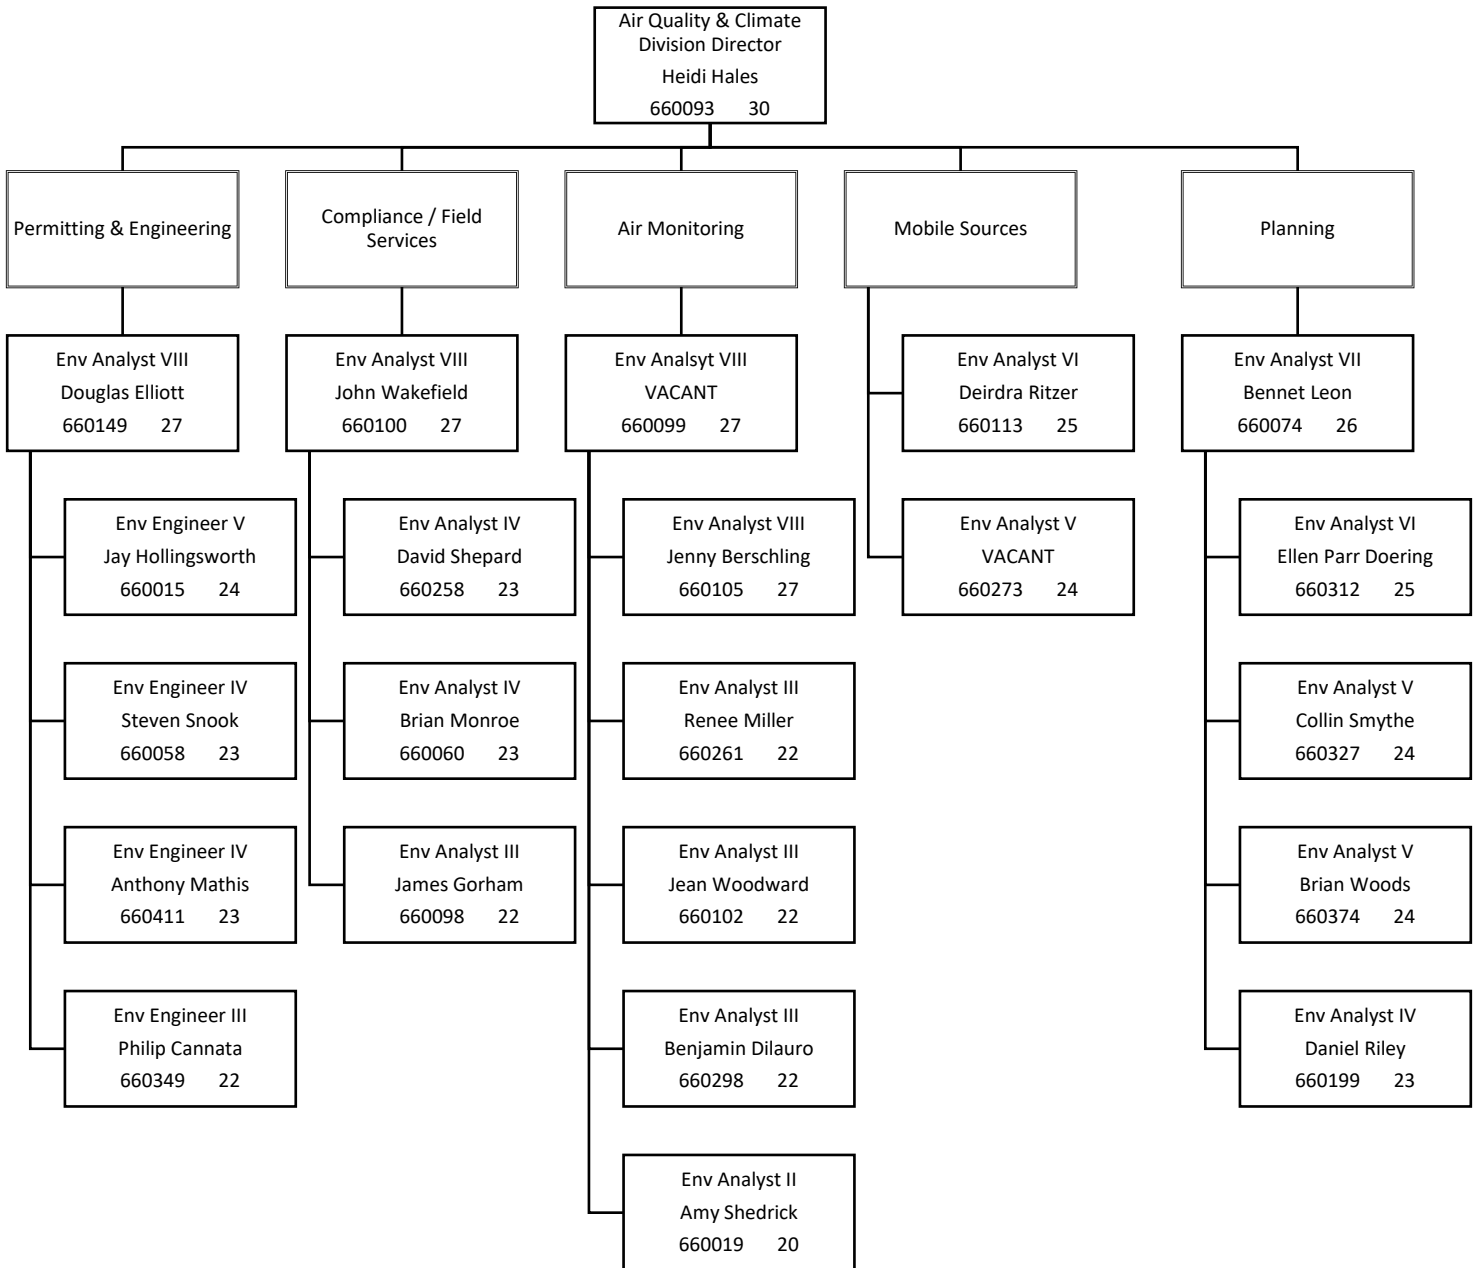 Air Quality & Climate
Division Director
Heidi Hales
660093 30
Permitting & Engineering
Compliance / Field
Services
Air Monitoring
Mobile Sources
Planning
Env Analyst VIII
Douglas Elliott
660149 27
Env Engineer V
Jay Hollingsworth
660015 24
Env Engineer IV
Steven Snook
660058 23
Env Engineer IV
Anthony Mathis
660411 23
Env Engineer III
Philip Cannata
660349 22
Env Analyst VIII
John Wakefield
660100 27
Env Analyst IV
David Shepard
660258 23
Env Analyst IV
Brian Monroe
660060 23
Env Analyst III
James Gorham
660098 22
Env Analsyt VIII
VACANT
660099 27
Env Analyst VIII
Jenny Berschling
660105 27
Env Analyst III
Renee Miller
660261 22
Env Analyst III
Jean Woodward
660102 22
Env Analyst III
Benjamin Dilauro
660298 22
Env Analyst II
Amy Shedrick
660019 20
Env Analyst VI
Deirdra Ritzer
660113 25
Env Analyst V
VACANT
660273 24
Env Analyst VII
Bennet Leon
660074 26
Env Analyst VI
Ellen Parr Doering
660312 25
Env Analyst V
Collin Smythe
660327 24
Env Analyst V
Brian Woods
660374 24
Env Analyst IV
Daniel Riley
660199 23